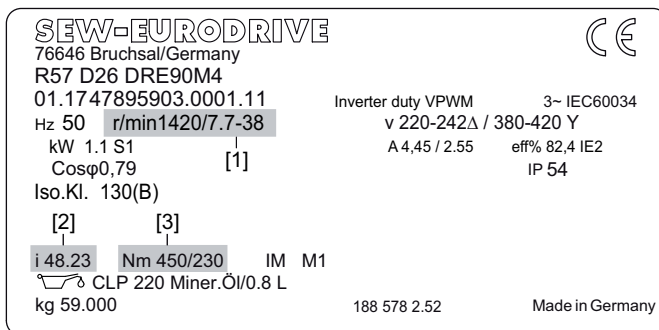 SEW-EURODRIVE CE
76646 Bruchsal/Germany
R57 D26 DRE90M4
01.1747895903.0001.11 Inverter duty VPWM 3~ IEC60034
Hz 50 r/min1420/7.7-38 V 220-242Δ / 380-420 Y
kW 1.1 S1 A 4,45 / 2.55 eff% 82,4 IE2
[1]
Cosφ0,79 IP 54
Iso.Kl. 130(B)
[2] [3]
i 48.23 Nm 450/230 IM M1
CLP 220 Miner.Öl/0.8 L
kg 59.000 188 578 2.52 Made in Germany